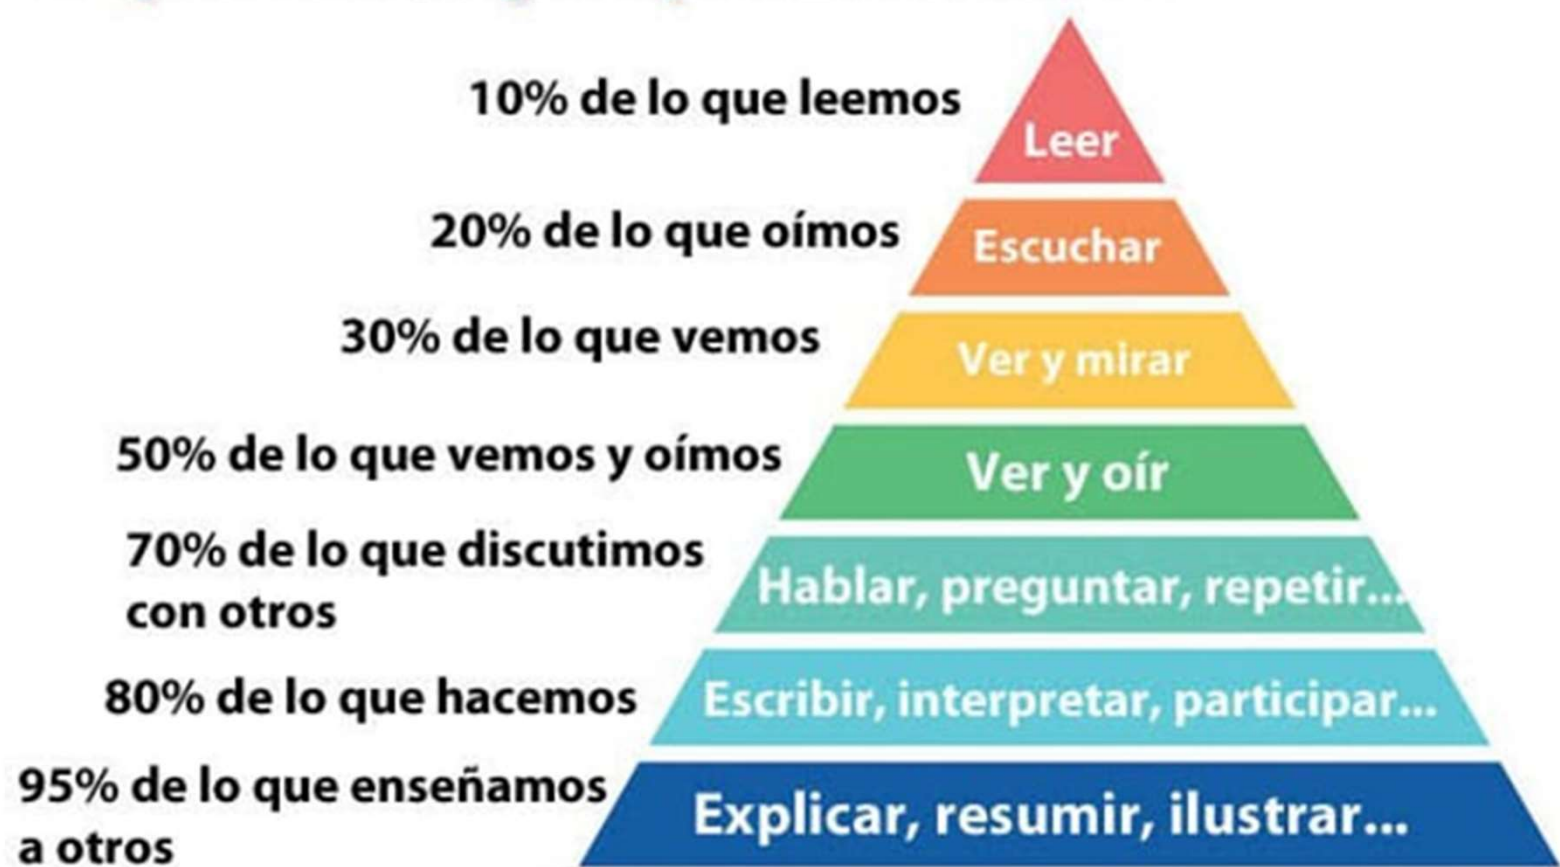 10% de lo que leemos
Leer
20% de lo que oímos
Escuchar
30% de lo que vemos
Ver y mirar
50% de lo que vemos y oímos
Ver y oír
70% de lo que discutimos
con otros
Hablar, preguntar, repetir...
80% de lo que hacemos
Escribir, interpretar, participar...
95% de lo que enseñamos
a otros
Explicar, resumir, ilustrar...